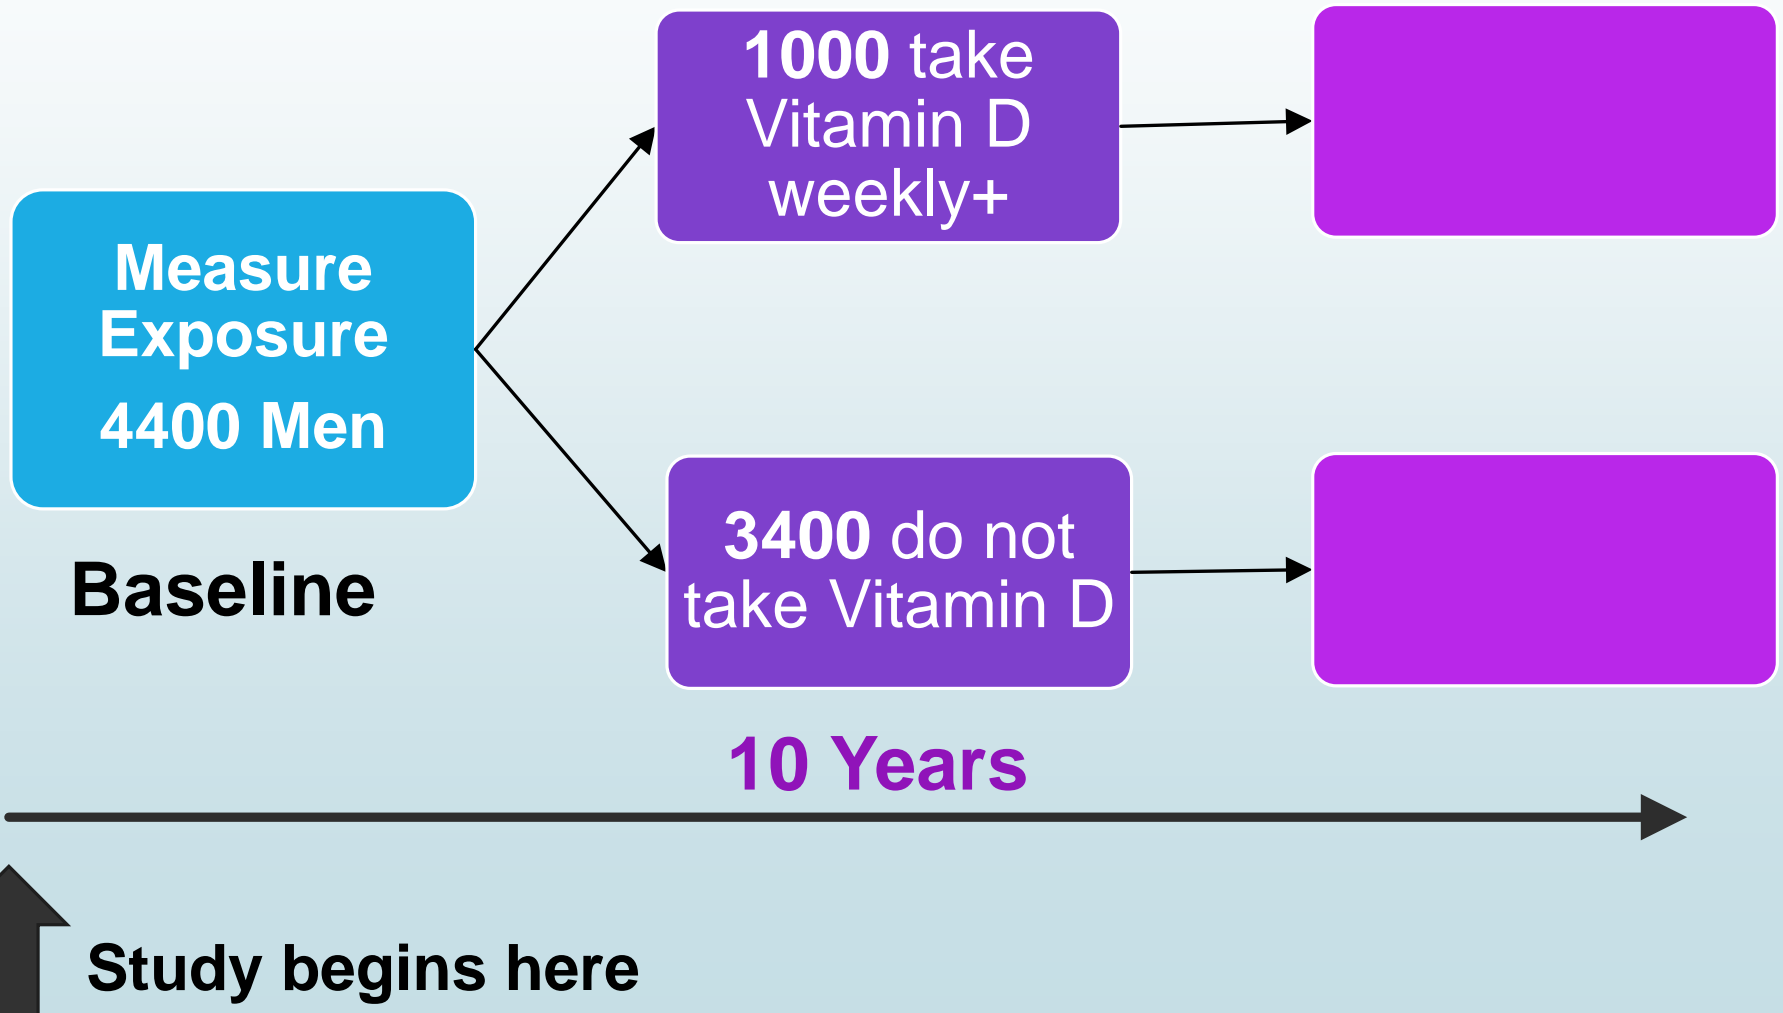 1000 take
Vitamin D
weekly+
Measure
Exposure
4400 Men
3400 do not
take Vitamin D
Baseline
10 Years
Study begins here